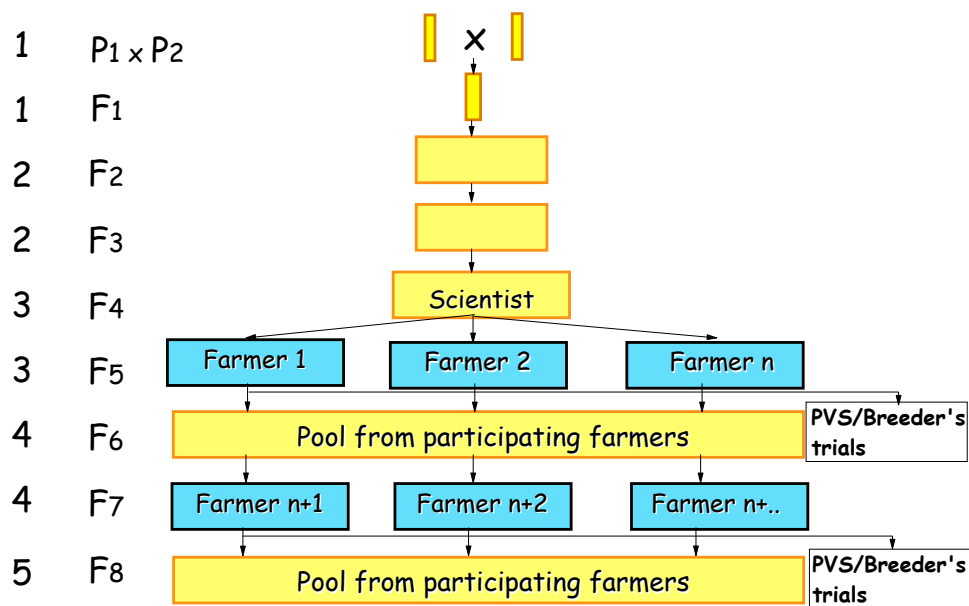 1 P1 x P2 x
1 F1
2 F2
2 F3
3 F4 Scientist
3 F5 Farmer 1 Farmer 2 Farmer n
PVS/Breeder's
trials
4 F6 Pool from participating farmers
4 F7 Farmer n+1 Farmer n+2 Farmer n+..
5 F8 Pool from participating farmers
PVS/Breeder's
trials